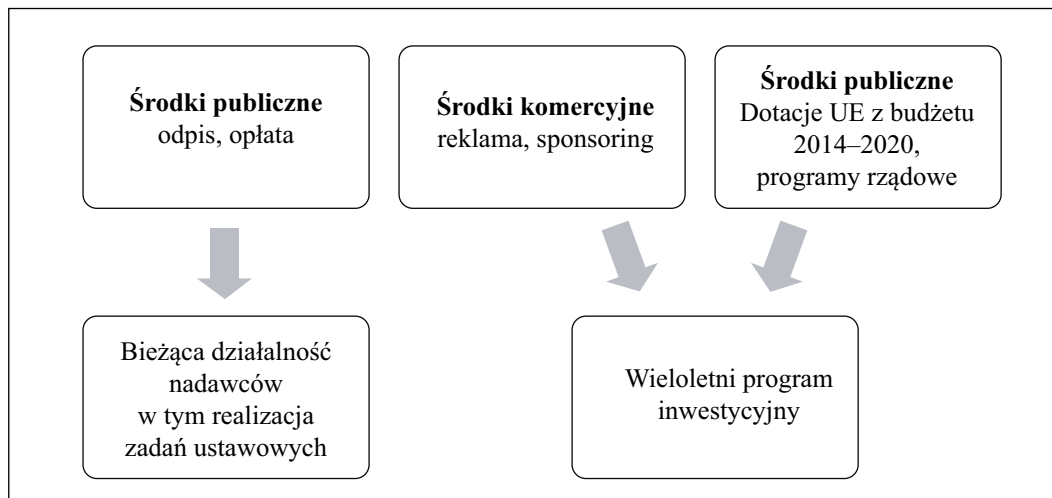 Środki publiczne
odpis, opłata
Środki komercyjne
reklama, sponsoring
Środki publiczne
Dotacje UE z budżetu
2014–2020,
programy rządowe
Bieżąca działalność
nadawców
w tym realizacja
zadań ustawowych
Wieloletni program
inwestycyjny